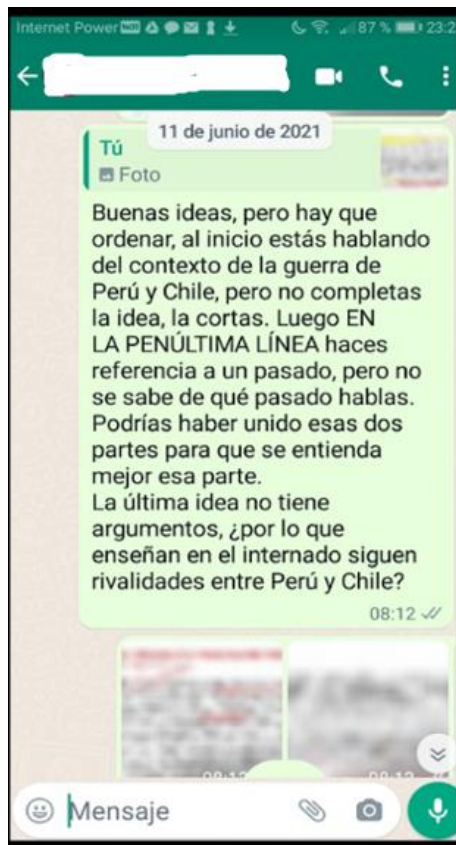 Internet Power 87 % 23:2
11 de junio de 2021
Tú
Foto
Buenas ideas, pero hay que
ordenar, al inicio estás hablando
del contexto de la guerra de
Perú y Chile, pero no completas
la idea, la cortas. Luego EN
LA PENÚLTIMA LÍNEA haces
referencia a un pasado, pero no
se sabe de qué pasado hablas.
Podrías haber unido esas dos
partes para que se entienda
mejor esa parte.
La última idea no tiene
argumentos, ¿por lo que
enseñan en el internado siguen
rivalidades entre Perú y Chile?
08:12
Mensaje